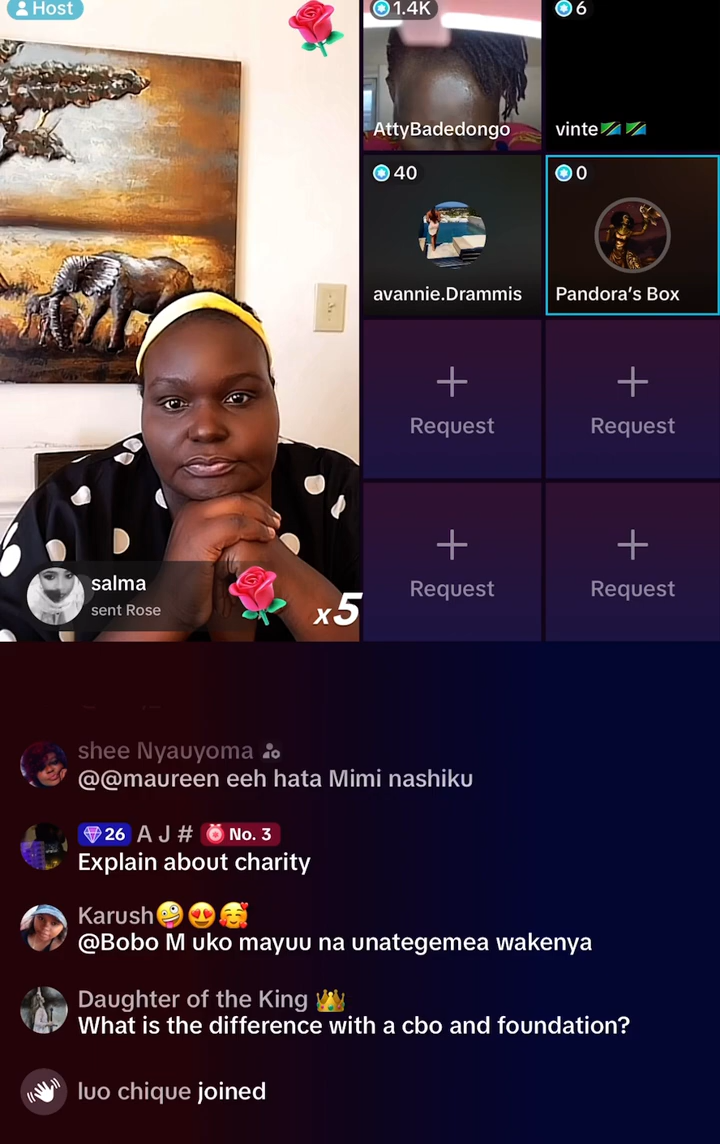 Host
1.4K
AttyBadedongo
6
vinte
40
avannie.Drammis
0
Pandora's Box
Request
Request
Request
Request
salma
sent Rose
x5
shee Nyauyoma
@@maureen eeh hata Mimi nashiku
26 A J # No. 3
Explain about charity
Karush🤪😍🥰
@Bobo M uko mayuu na unategemea wakenya
Daughter of the King 👑
What is the difference with a cbo and foundation?
luo chique joined